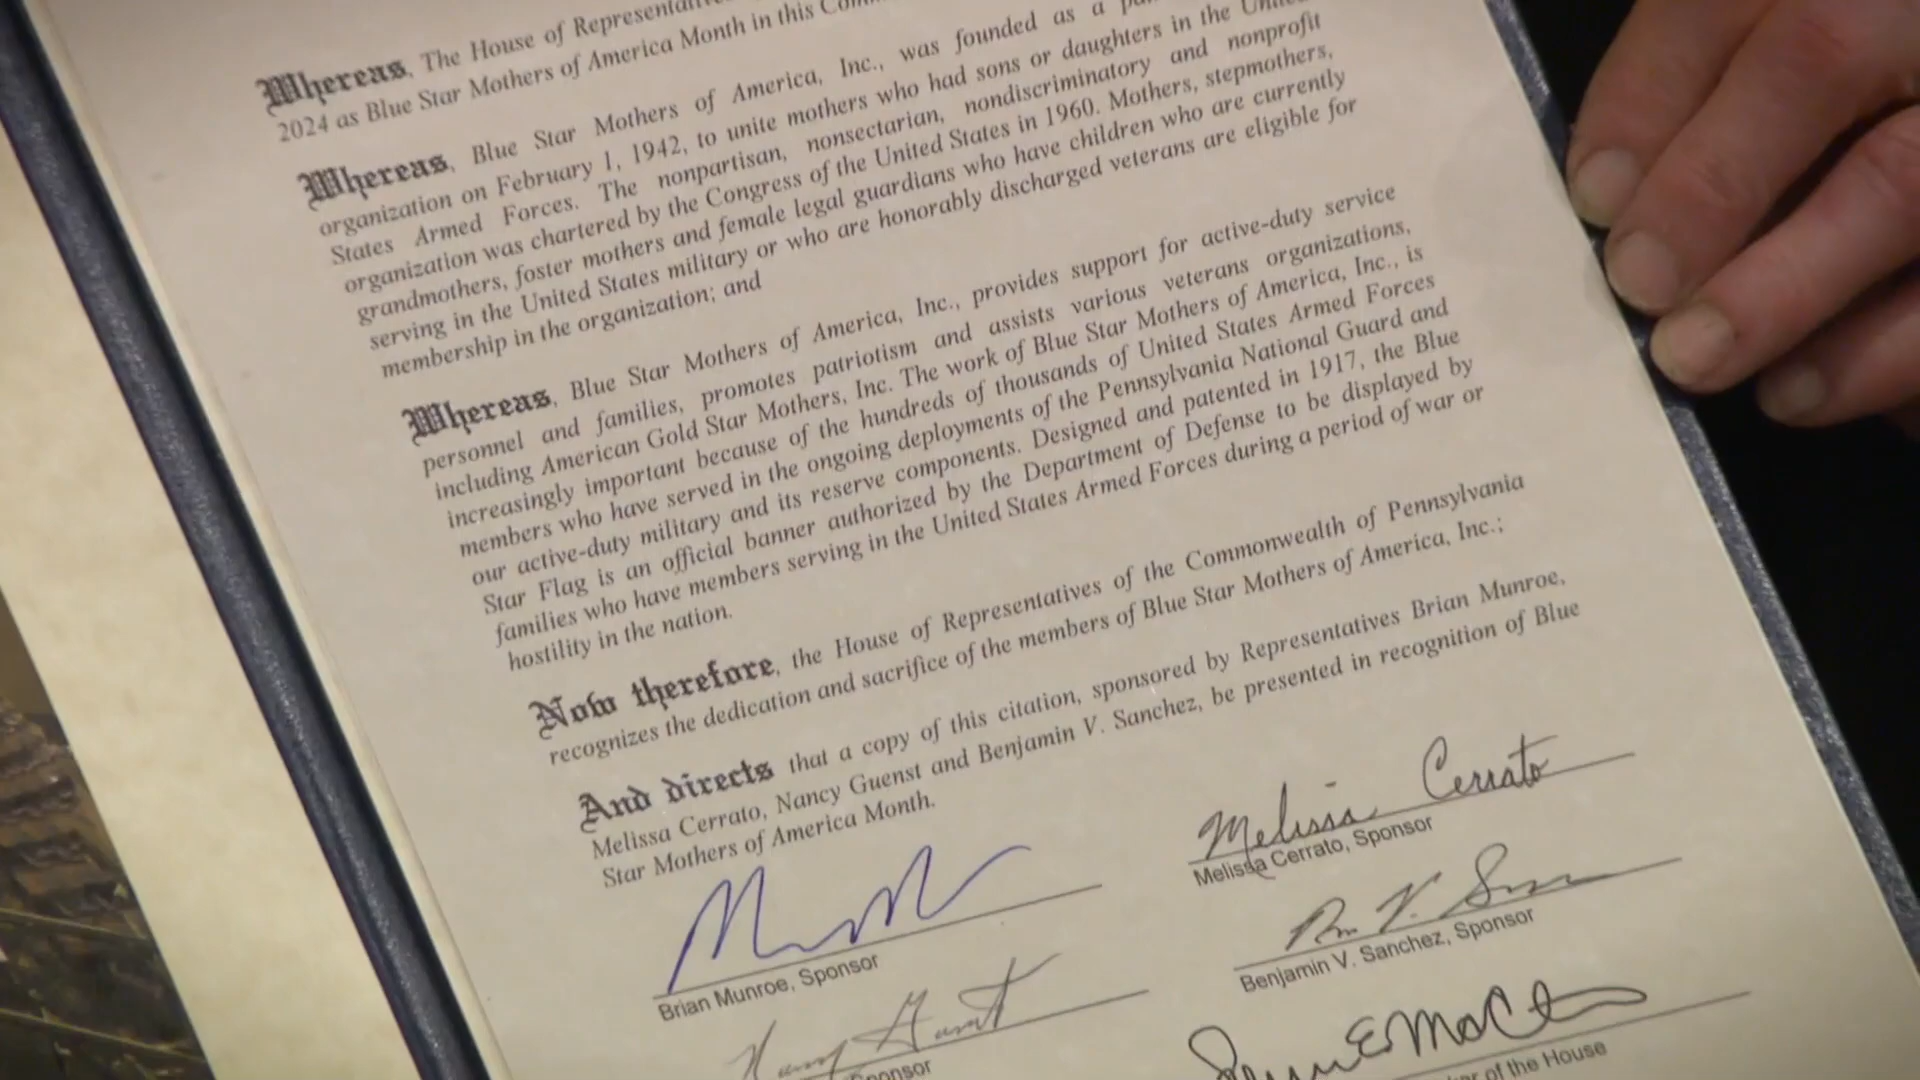 Whereas, The House of
2024 as Blue Star Mothers of America Month in this
Whereas, Blue Star Mothers of America, Inc., was founded as a
organization on February 1, 1942, to unite mothers who had sons or daughters in the United
States Armed Forces. The nonpartisan, nonsectarian, nondiscriminatory and nonprofit
organization was chartered by the Congress of the United States in 1960. Mothers, stepmothers,
grandmothers, foster mothers and female legal guardians who have children who are currently
serving in the United States military or who are honorably discharged veterans are eligible for
membership in the organization; and
Whereas, Blue Star Mothers of America, Inc., provides support for active-duty service
personnel and families, promotes patriotism and assists various veterans organizations,
including American Gold Star Mothers, Inc. The work of Blue Star Mothers of America, Inc., is
increasingly important because of the hundreds of thousands of United States Armed Forces
members who have served in the ongoing deployments of the Pennsylvania National Guard and
our active-duty military and its reserve components. Designed and patented in 1917, the Blue
Star Flag is an official banner authorized by the Department of Defense to be displayed by
families who have members serving in the United States Armed Forces during a period of war or
hostility in the nation.
Now therefore, the House of Representatives of the Commonwealth of Pennsylvania
recognizes the dedication and sacrifice of the members of Blue Star Mothers of America, Inc.;
And directs that a copy of this citation, sponsored by Representatives Brian Munroe,
Melissa Cerrato, Nancy Guenst and Benjamin V. Sanchez, be presented in recognition of Blue
Star Mothers of America Month.
Melissa Cerrato
Melissa Cerrato, Sponsor
Brian Munroe, Sponsor
Benjamin V. Sanchez, Sponsor
Sponsor
of the House